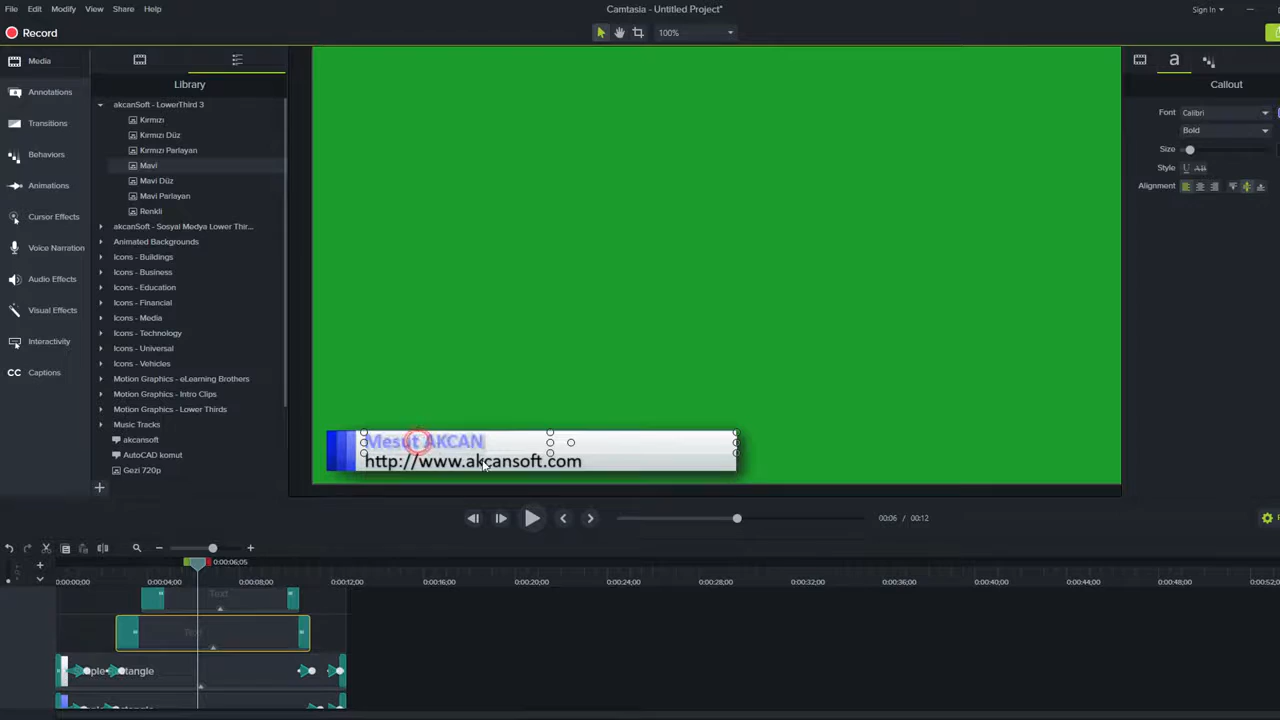 File Edit Modify View Share Help
Camtasia - Untitled Project*
Sign In
Record
100%
Media
Annotations
Transitions
Behaviors
Animations
Cursor Effects
Voice Narration
Audio Effects
Visual Effects
Interactivity
CC Captions
Library
akcanSoft - LowerThird 3
Kırmızı
Kırmızı Düz
Kırmızı Parlayan
Mavi
Mavi Düz
Mavi Parlayan
Renkli
akcanSoft - Sosyal Medya Lower Thir...
Animated Backgrounds
Icons - Buildings
Icons - Business
Icons - Education
Icons - Financial
Icons - Media
Icons - Technology
Icons - Universal
Icons - Vehicles
Motion Graphics - eLearning Brothers
Motion Graphics - Intro Clips
Motion Graphics - Lower Thirds
Music Tracks
akcansoft
AutoCAD komut
Gezi 720p
Mesut AKCAN
http://www.akcansoft.com
a
Callout
Font Calibri
Bold
Size
Style U AB
Alignment
00:06 / 00:12
0:00:06;05
0:00:00;00 0:00:04;00 0:00:08;00 0:00:12;00 0:00:16;00 0:00:20;00 0:00:24;00 0:00:28;00 0:00:32;00 0:00:36;00 0:00:40;00 0:00:44;00 0:00:48;00 0:00:52;0
Text
Text